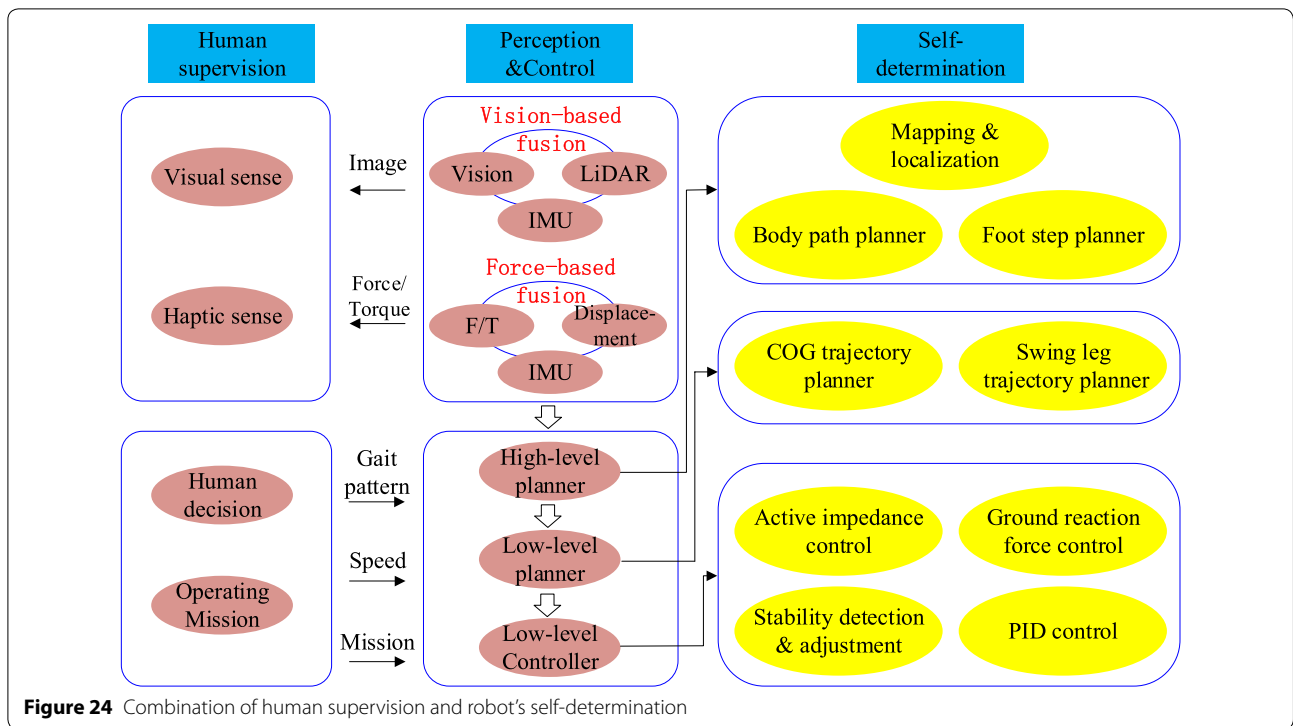 Human
supervision
Perception
&Control
Self-
determination
Visual sense
Haptic sense
Image
Force/
Torque
Vision-based
fusion
Vision
LiDAR
IMU
Force-based
fusion
F/T
Displace-
ment
IMU
Mapping &
localization
Body path planner
Foot step planner
COG trajectory
planner
Swing leg
trajectory planner
Human
decision
Operating
Mission
Gait
pattern
Speed
Mission
High-level
planner
Low-level
planner
Low-level
Controller
Active impedance
control
Ground reaction
force control
Stability detection
& adjustment
PID control
Figure 24 Combination of human supervision and robot's self-determination